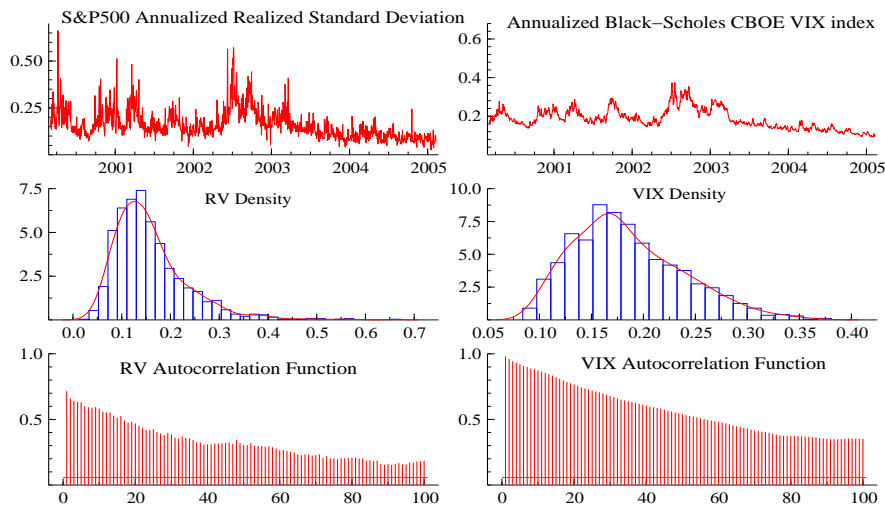 S&P500 Annualized Realized Standard Deviation
0.50
0.25
2001 2002 2003 2004 2005
Annualized Black−Scholes CBOE VIX index
0.6
0.4
0.2
2001 2002 2003 2004 2005
7.5
RV Density
5.0
2.5
0.0 0.1 0.2 0.3 0.4 0.5 0.6 0.7
10.0
VIX Density
7.5
5.0
2.5
0.05 0.10 0.15 0.20 0.25 0.30 0.35 0.40
1.0
RV Autocorrelation Function
0.5
0 20 40 60 80 100
1.0
VIX Autocorrelation Function
0.5
0 20 40 60 80 100